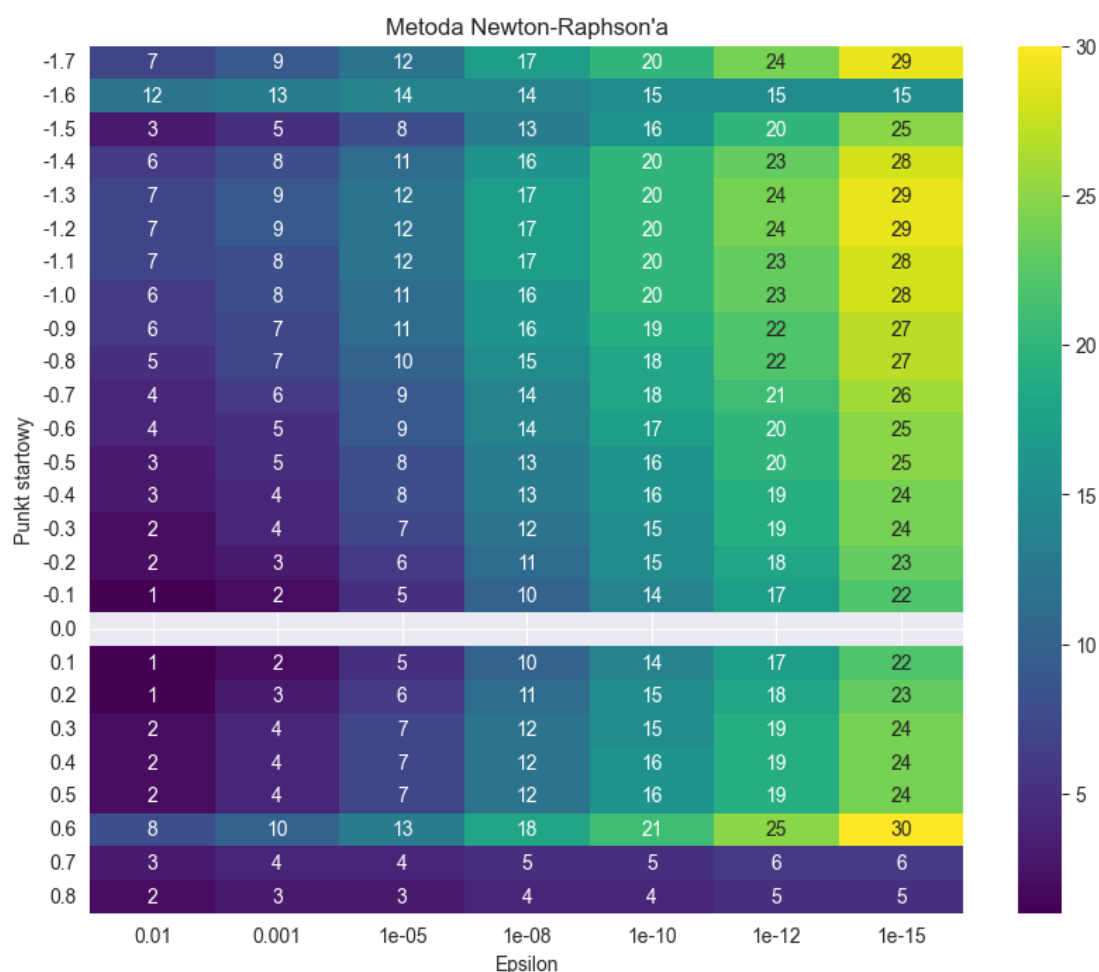 Metoda Newton-Raphson'a
-1.7 7 9 12 17 20 24 29
-1.6 12 13 14 14 15 15 15
-1.5 3 5 8 13 16 20 25
-1.4 6 8 11 16 20 23 28
-1.3 7 9 12 17 20 24 29
-1.2 7 9 12 17 20 24 29
-1.1 7 8 12 17 20 23 28
-1.0 6 8 11 16 20 23 28
-0.9 6 7 11 16 19 22 27
-0.8 5 7 10 15 18 22 27
-0.7 4 6 9 14 18 21 26
-0.6 4 5 9 14 17 20 25
-0.5 3 5 8 13 16 20 25
-0.4 3 4 8 13 16 19 24
-0.3 2 4 7 12 15 19 24
-0.2 2 3 6 11 15 18 23
-0.1 1 2 5 10 14 17 22
0.0
0.1 1 2 5 10 14 17 22
0.2 1 3 6 11 15 18 23
0.3 2 4 7 12 15 19 24
0.4 2 4 7 12 16 19 24
0.5 2 4 7 12 16 19 24
0.6 8 10 13 18 21 25 30
0.7 3 4 4 5 5 6 6
0.8 2 3 3 4 4 5 5
0.01 0.001 1e-05 1e-08 1e-10 1e-12 1e-15
Epsilon
Punkt startowy
30
25
20
15
10
5